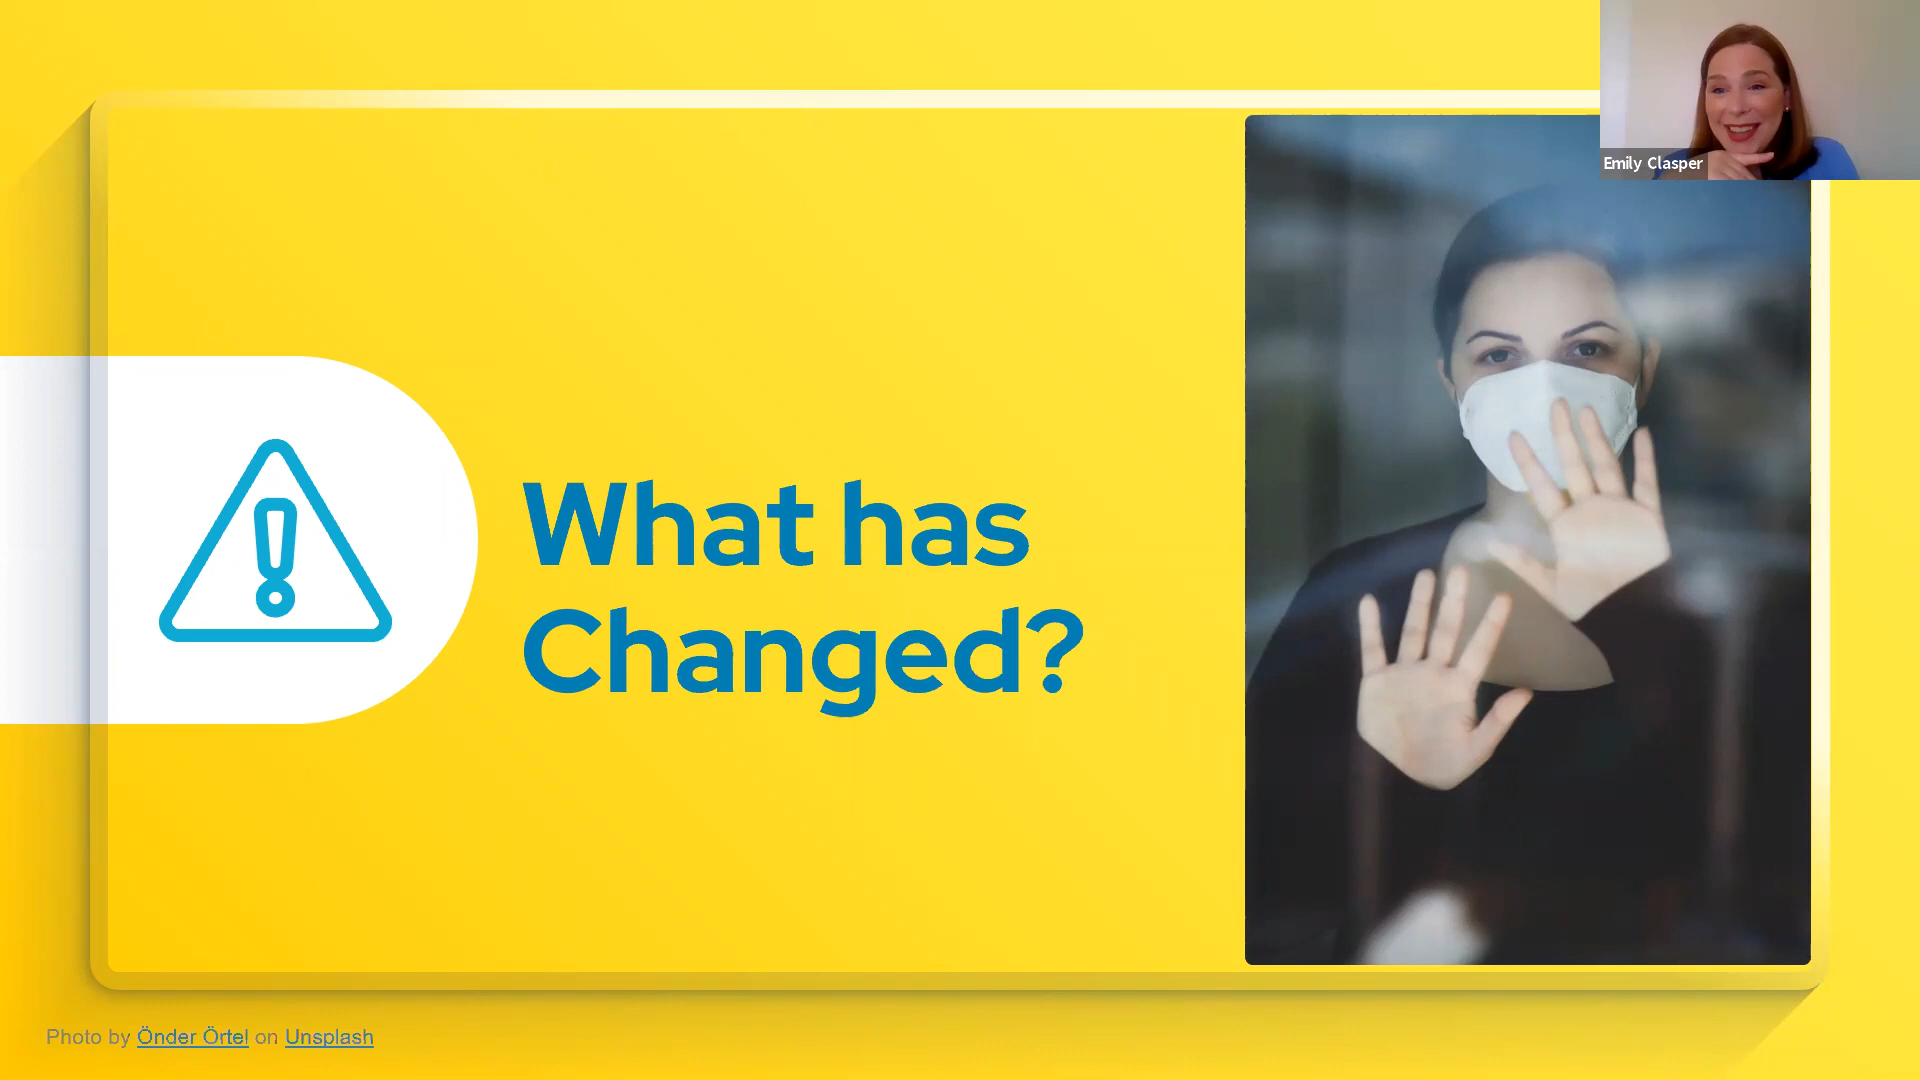 Emily Clasper
What has
Changed?
Photo by Önder Örtel on Unsplash